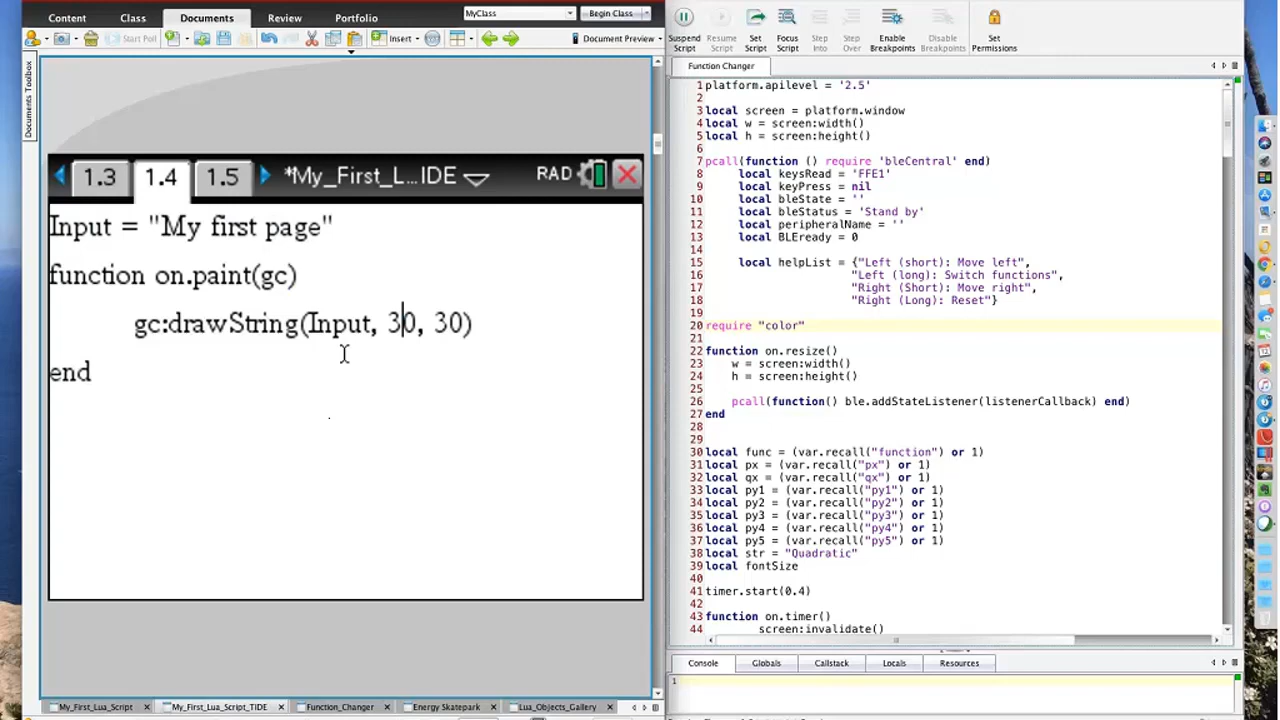 Content Class Documents Review Portfolio MyClass Begin Class
Start Poll Insert Document Preview
Documents Toolbox
1.3 1.4 1.5 *My_First_L...IDE RAD
Input = "My first page"
function on.paint(gc)
gc:drawString(Input, 30, 30)
end
My_First_Lua_Script My_First_Lua_Script_TIDE Function_Changer Energy Skatepark Lua_Objects_Gallery
Suspend Script Resume Script Set Script Focus Script Step Into Step Over Enable Breakpoints Disable Breakpoints Set Permissions
Function Changer
1 platform.apilevel = '2.5'
2
3 local screen = platform.window
4 local w = screen:width()
5 local h = screen:height()
6
7 pcall(function () require 'bleCentral' end)
8 local keysRead = 'FFE1'
9 local keyPress = nil
10 local bleState = ''
11 local bleStatus = 'Stand by'
12 local peripheralName = ''
13 local BLEready = 0
14
15 local helpList = {"Left (short): Move left",
16 "Left (long): Switch functions",
17 "Right (Short): Move right",
18 "Right (Long): Reset"}
19
20 require "color"
21
22 function on.resize()
23 w = screen:width()
24 h = screen:height()
25
26 pcall(function() ble.addStateListener(listenerCallback) end)
27 end
28
29
30 local func = (var.recall("function") or 1)
31 local px = (var.recall("px") or 1)
32 local qx = (var.recall("qx") or 1)
33 local py1 = (var.recall("py1") or 1)
34 local py2 = (var.recall("py2") or 1)
35 local py3 = (var.recall("py3") or 1)
36 local py4 = (var.recall("py4") or 1)
37 local py5 = (var.recall("py5") or 1)
38 local str = "Quadratic"
39 local fontSize
40
41 timer.start(0.4)
42
43 function on.timer()
44 screen:invalidate()
Console Globals Callstack Locals Resources
1